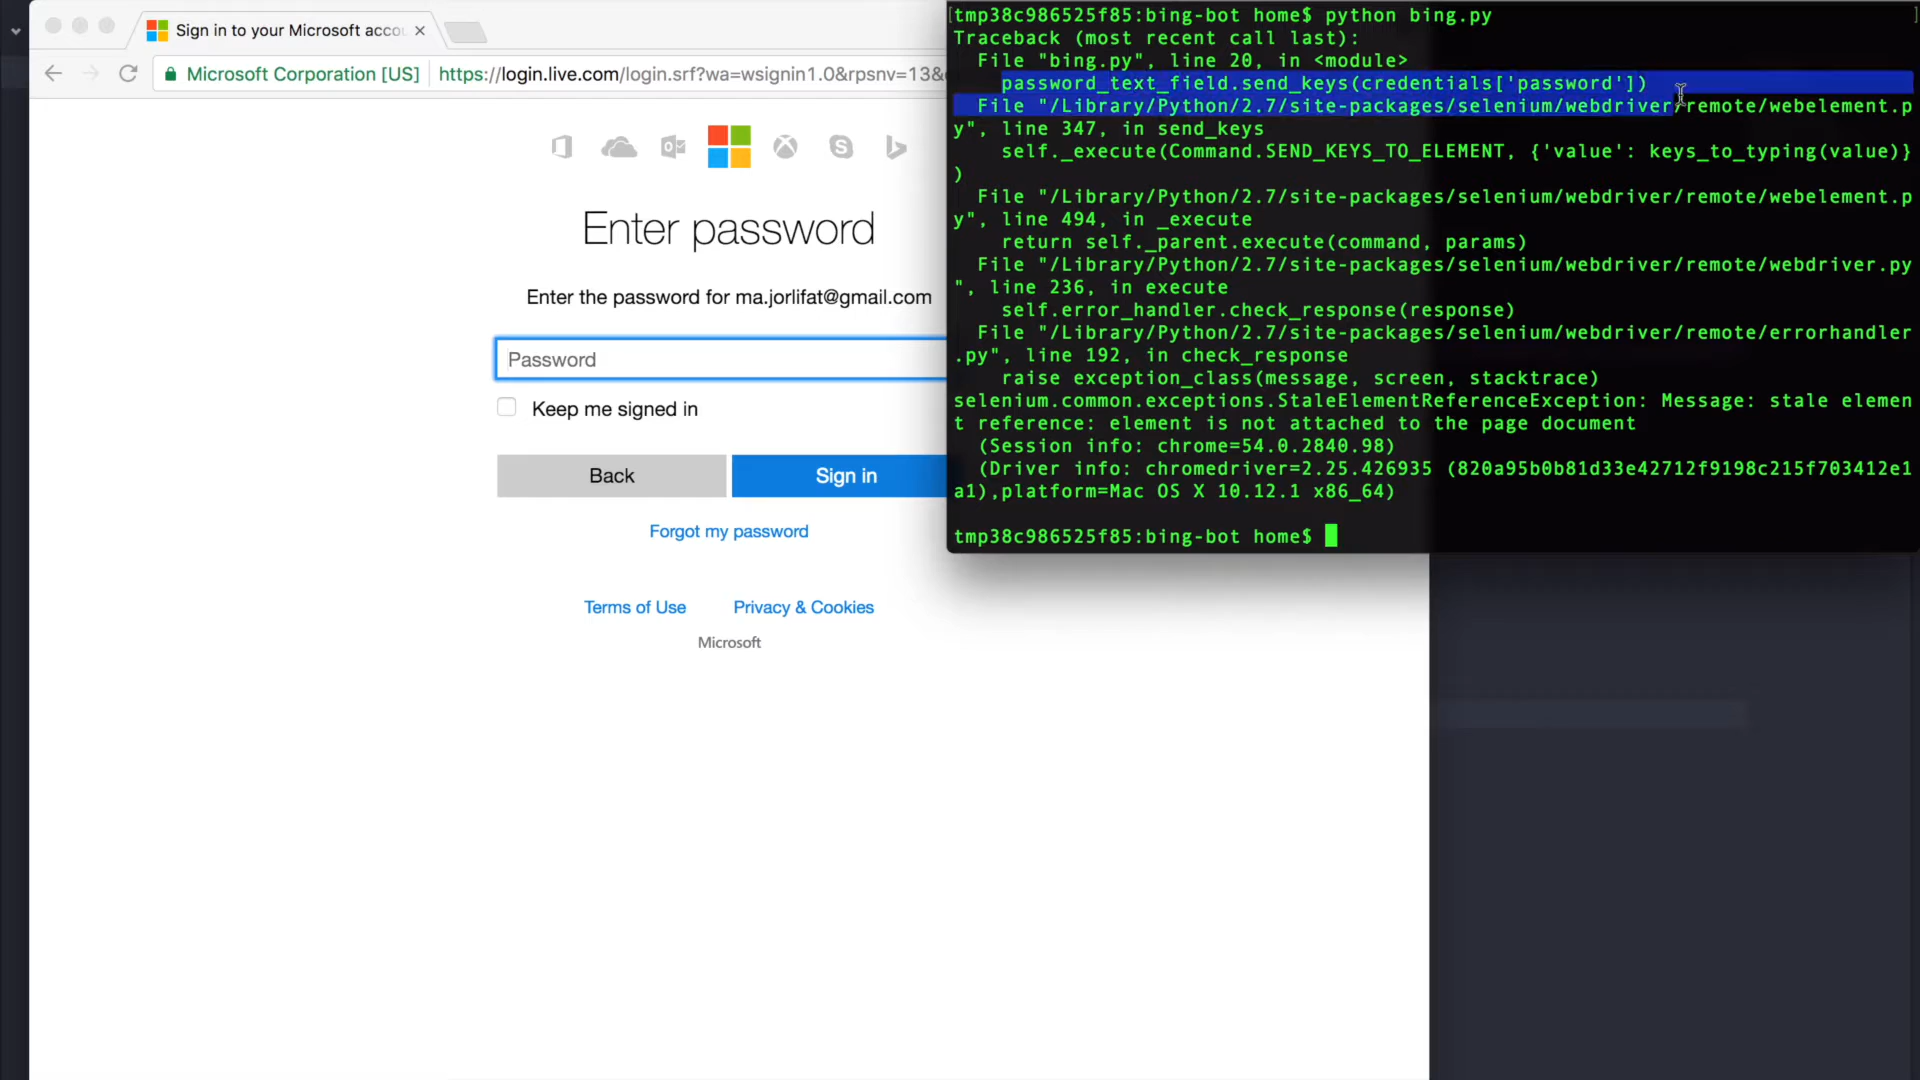 Sign in to your Microsoft accou
Microsoft Corporation [US]
https://login.live.com/login.srf?wa=wsignin1.0&rpsnv=13&
Enter password
Enter the password for ma.jorlifat@gmail.com
Password
Keep me signed in
Back
Sign in
Forgot my password
Terms of Use
Privacy & Cookies
Microsoft
[tmp38c986525f85:bing-bot home$ python bing.py ]
Traceback (most recent call last):
File "bing.py", line 20, in <module>
password_text_field.send_keys(credentials['password'])
File "/Library/Python/2.7/site-packages/selenium/webdriver/remote/webelement.p
y", line 347, in send_keys
self._execute(Command.SEND_KEYS_TO_ELEMENT, {'value': keys_to_typing(value)}
)
File "/Library/Python/2.7/site-packages/selenium/webdriver/remote/webelement.p
y", line 494, in _execute
return self._parent.execute(command, params)
File "/Library/Python/2.7/site-packages/selenium/webdriver/remote/webdriver.py
", line 236, in execute
self.error_handler.check_response(response)
File "/Library/Python/2.7/site-packages/selenium/webdriver/remote/errorhandler
.py", line 192, in check_response
raise exception_class(message, screen, stacktrace)
selenium.common.exceptions.StaleElementReferenceException: Message: stale elemen
t reference: element is not attached to the page document
(Session info: chrome=54.0.2840.98)
(Driver info: chromedriver=2.25.426935 (820a95b0b81d33e42712f9198c215f703412e1
a1),platform=Mac OS X 10.12.1 x86_64)
tmp38c986525f85:bing-bot home$